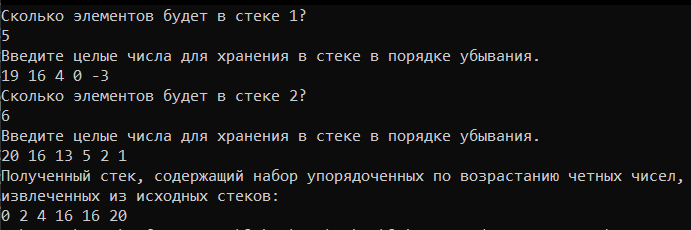 Сколько элементов будет в стеке 1?
5
Введите целые числа для хранения в стеке в порядке убывания.
19 16 4 0 -3
Сколько элементов будет в стеке 2?
6
Введите целые числа для хранения в стеке в порядке убывания.
20 16 13 5 2 1
Полученный стек, содержащий набор упорядоченных по возрастанию четных чисел,
извлеченных из исходных стеков:
0 2 4 16 16 20